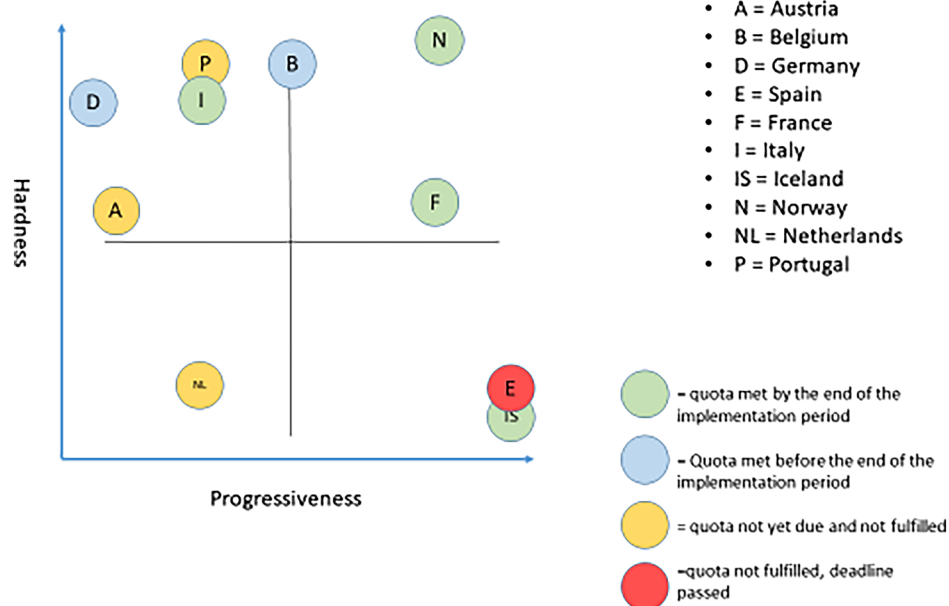 N
P
B
D
I
A
F
NL
E
IS
Hardness
Progressiveness
• A = Austria
• B = Belgium
• D = Germany
• E = Spain
• F = France
• I = Italy
• IS = Iceland
• N = Norway
• NL = Netherlands
• P = Portugal
= quota met by the end of the
implementation period
= Quota met before the end of the
implementation period
= quota not yet due and not fulfilled
=quota not fulfilled, deadline
passed